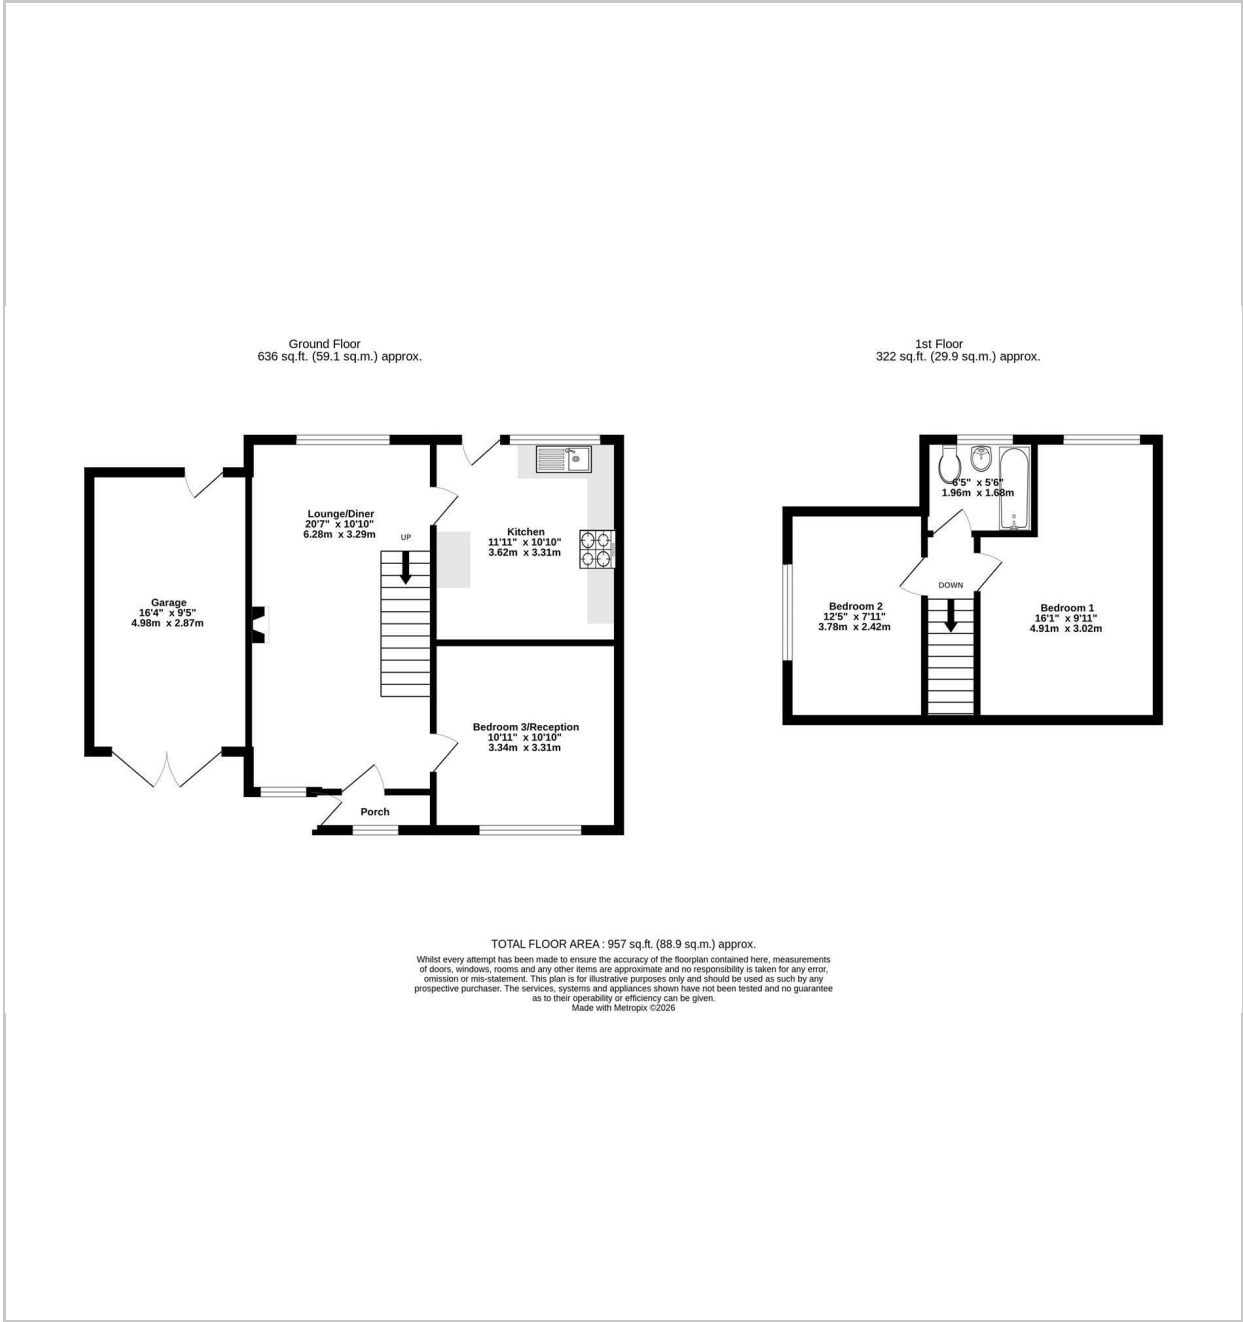 Ground Floor
636 sq.ft. (59.1 sq.m.) approx.
1st Floor
322 sq.ft. (29.9 sq.m.) approx.
Lounge/Diner
20'7" x 10'10"
6.28m x 3.29m
UP
Kitchen
11'11" x 10'10"
3.62m x 3.31m
Garage
16'4" x 9'5"
4.98m x 2.87m
Bedroom 3/Reception
10'11" x 10'10"
3.34m x 3.31m
Porch
6'5" x 5'6"
1.96m x 1.68m
DOWN
Bedroom 2
12'5" x 7'11"
3.78m x 2.42m
Bedroom 1
16'1" x 9'11"
4.91m x 3.02m
TOTAL FLOOR AREA : 957 sq.ft. (88.9 sq.m.) approx.
Whilst every attempt has been made to ensure the accuracy of the floorplan contained here, measurements
of doors, windows, rooms and any other items are approximate and no responsibility is taken for any error,
omission or mis-statement. This plan is for illustrative purposes only and should be used as such by any
prospective purchaser. The services, systems and appliances shown have not been tested and no guarantee
as to their operability or efficiency can be given.
Made with Metropix ©2026